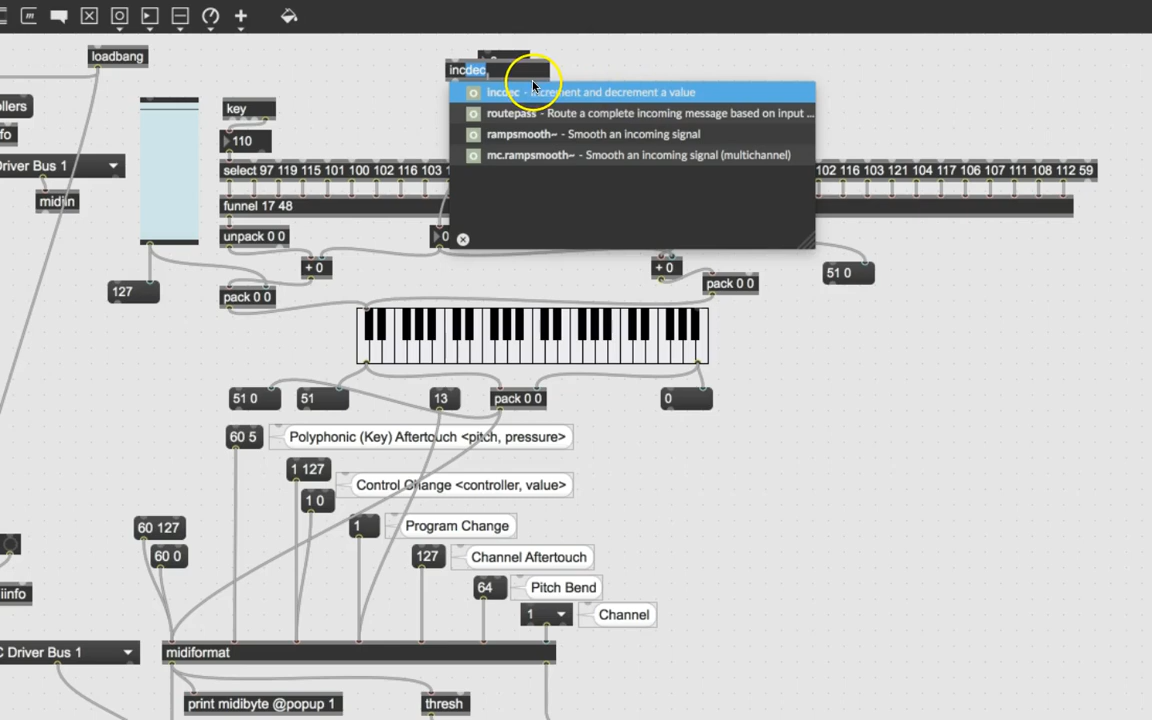 m
loadbang
incdec
incdec - Increment and decrement a value
routepass - Route a complete incoming message based on input ...
rampsmooth~ - Smooth an incoming signal
mc.rampsmooth~ - Smooth an incoming signal (multichannel)
ollers
key
fo
110
Driver Bus 1
select 97 119 115 101 100 102 116 103 1
102 116 103 121 104 117 106 107 111 108 112 59
midiin
funnel 17 48
unpack 0 0
0
+ 0
+ 0
51 0
127
pack 0 0
pack 0 0
51 0
51
13
pack 0 0
0
60 5
Polyphonic (Key) Aftertouch <pitch, pressure>
1 127
Control Change <controller, value>
1 0
60 127
1
Program Change
60 0
127
Channel Aftertouch
iinfo
64
Pitch Bend
1
Channel
C Driver Bus 1
midiformat
print midibyte @popup 1
thresh